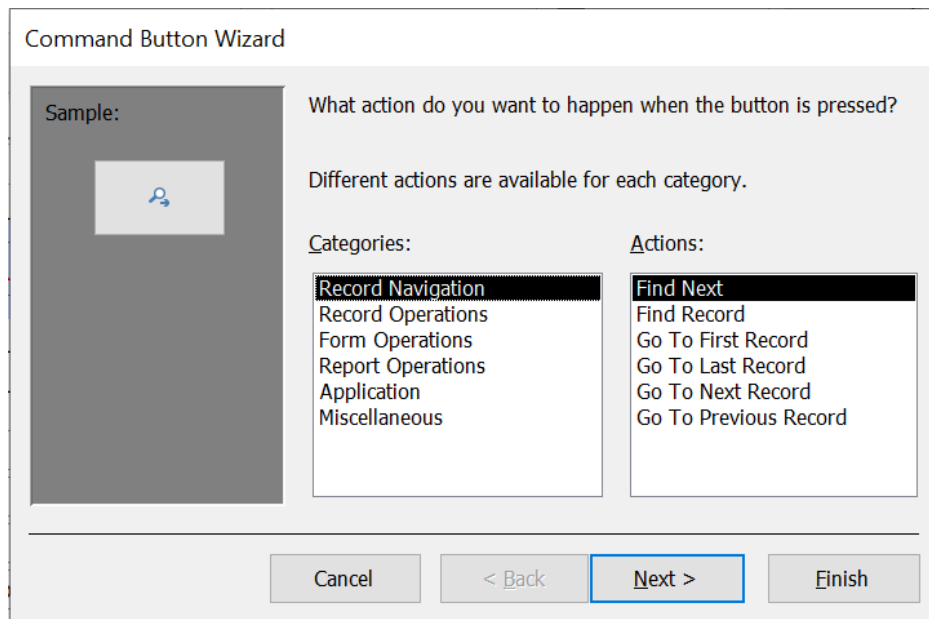 Command Button Wizard
Sample:
What action do you want to happen when the button is pressed?
Different actions are available for each category.
Categories:
Record Navigation
Record Operations
Form Operations
Report Operations
Application
Miscellaneous
Actions:
Find Next
Find Record
Go To First Record
Go To Last Record
Go To Next Record
Go To Previous Record
Cancel
< Back
Next >
Finish